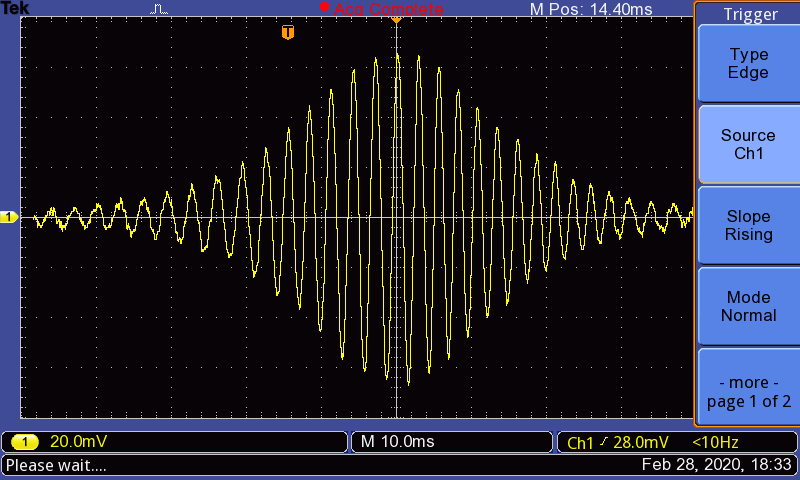 Tek
Acq Complete
M Pos: 14.40ms
Trigger
T
Type
Edge
Source
Ch1
1
Slope
Rising
Mode
Normal
- more -
page 1 of 2
1 20.0mV
M 10.0ms
Ch1 28.0mV <10Hz
Please wait....
Feb 28, 2020, 18:33